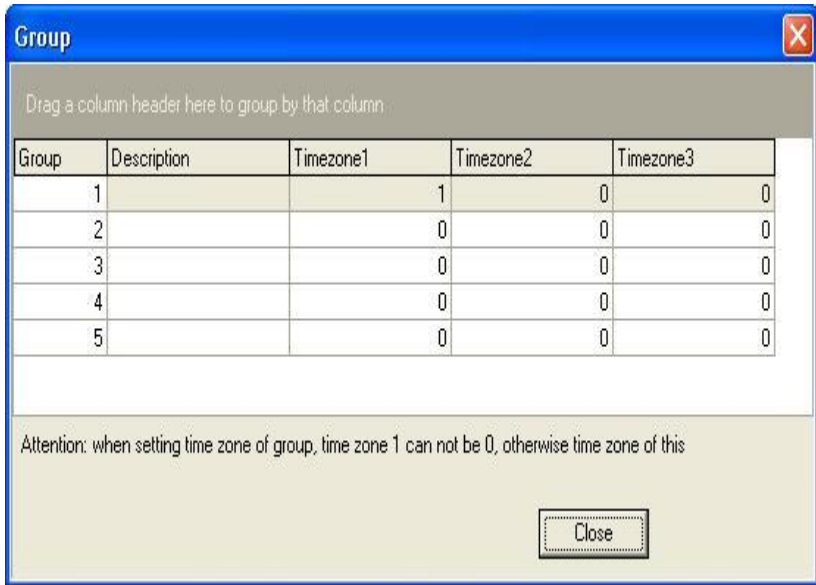 Group
Drag a column header here to group by that column
Group Description Timezone1 Timezone2 Timezone3
1 1 0 0
2 0 0 0
3 0 0 0
4 0 0 0
5 0 0 0
Attention: when setting time zone of group, time zone 1 can not be 0, otherwise time zone of this
Close